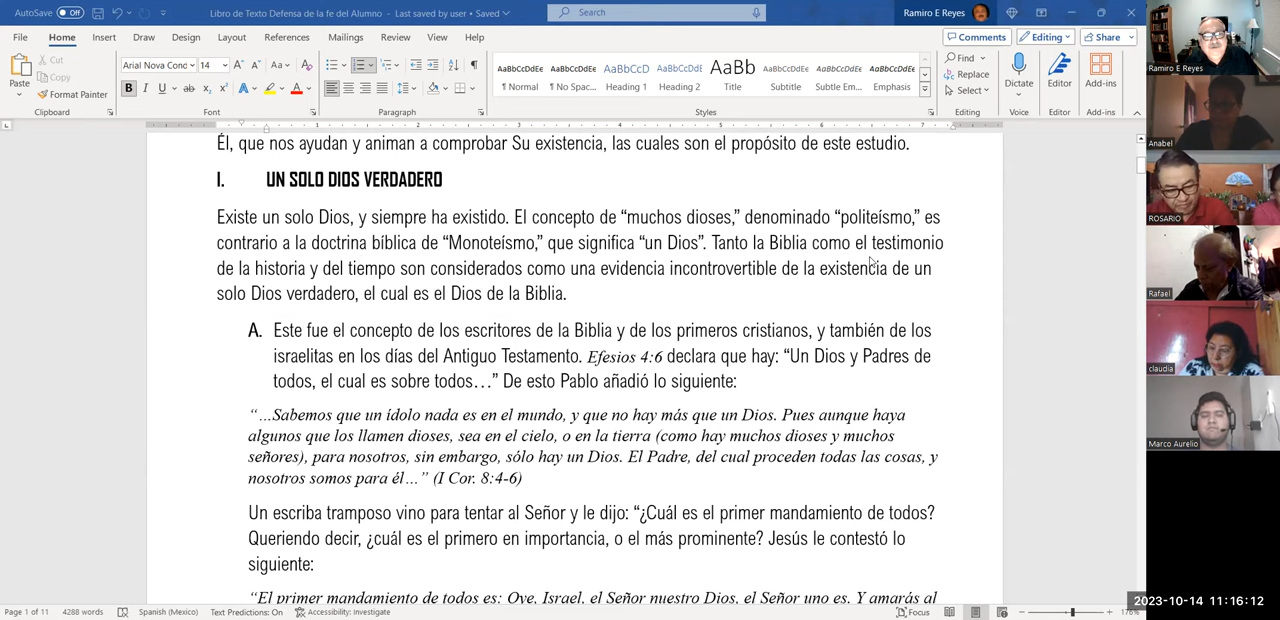 AutoSave Off Libro de Texto Defensa de la fe del Alumno - Last saved by user • Saved Search Ramiro E Reyes
File Home Insert Draw Design Layout References Mailings Review View Help Comments Editing Share
Paste Cut Copy Format Painter Clipboard
Arial Nova Conc 14 Font
Paragraph
AaBbCcDdEe AaBbCcDdEe AaBbCcD AaBbCcDdE AaBb AaBbCcDdEe AaBbCcDdEe AaBbCcDdEe
¶ Normal ¶ No Spac... Heading 1 Heading 2 Title Subtitle Subtle Em... Emphasis
Styles
Find Replace Select Editing
Dictate Voice
Editor Editor
Add-ins Add-ins
1 2 3 4 5 6 7
Él, que nos ayudan y animan a comprobar Su existencia, las cuales son el propósito de este estudio.
I. UN SOLO DIOS VERDADERO
Existe un solo Dios, y siempre ha existido. El concepto de “muchos dioses,” denominado “politeísmo,” es
contrario a la doctrina bíblica de “Monoteísmo,” que significa “un Dios”. Tanto la Biblia como el testimonio
de la historia y del tiempo son considerados como una evidencia incontrovertible de la existencia de un
solo Dios verdadero, el cual es el Dios de la Biblia.
A. Este fue el concepto de los escritores de la Biblia y de los primeros cristianos, y también de los
israelitas en los días del Antiguo Testamento. Efesios 4:6 declara que hay: “Un Dios y Padres de
todos, el cual es sobre todos…” De esto Pablo añadió lo siguiente:
“…Sabemos que un ídolo nada es en el mundo, y que no hay más que un Dios. Pues aunque haya
algunos que los llamen dioses, sea en el cielo, o en la tierra (como hay muchos dioses y muchos
señores), para nosotros, sin embargo, sólo hay un Dios. El Padre, del cual proceden todas las cosas, y
nosotros somos para él…” (I Cor. 8:4-6)
Un escriba tramposo vino para tentar al Señor y le dijo: “¿Cuál es el primer mandamiento de todos?
Queriendo decir, ¿cuál es el primero en importancia, o el más prominente? Jesús le contestó lo
siguiente:
“El primer mandamiento de todos es: Oye, Israel, el Señor nuestro Dios, el Señor uno es. Y amarás al
Page 1 of 11 4288 words Spanish (Mexico) Text Predictions: On Accessibility: Investigate Focus 176%
Ramiro E Reyes
Anabel
ROSARIO
Rafael
claudia
Marco Aurelio
2023-10-14 11:16:12